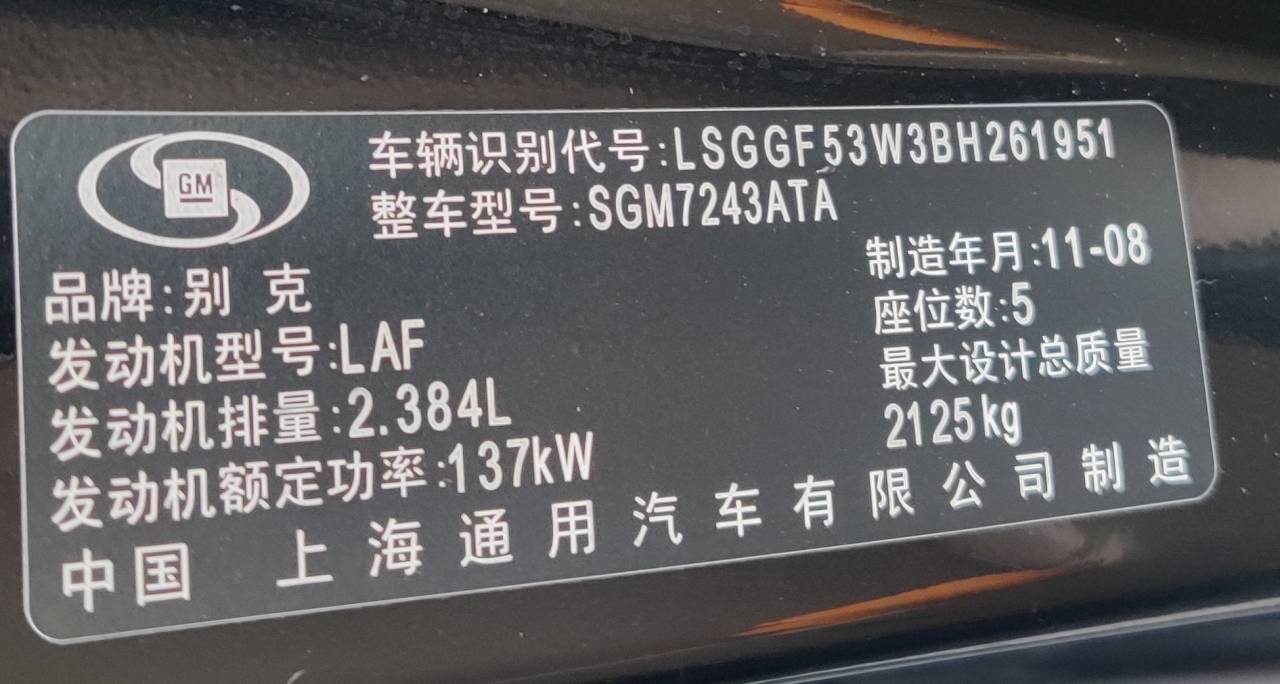 GM
车辆识别代号:LSGGF53W3BH261951
整车型号:SGM7243ATA
品牌:别 克
制造年月:11-08
发动机型号:LAF
座位数:5
发动机排量:2.384L
最大设计总质量
2125kg
发动机额定功率:137kW
中国 上海通用汽车有限公司制造